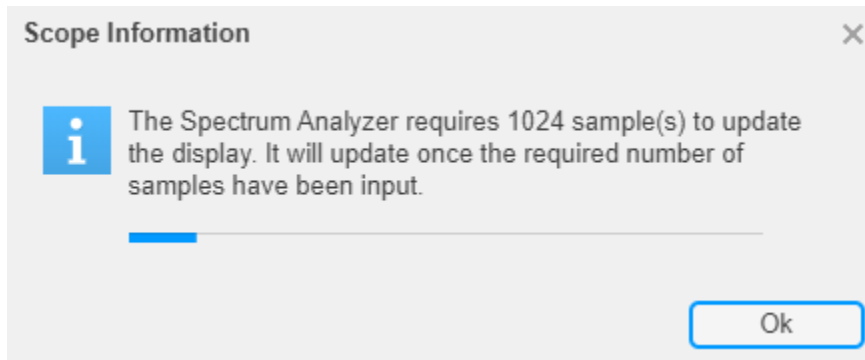 Scope Information
The Spectrum Analyzer requires 1024 sample(s) to update
the display. It will update once the required number of
samples have been input.
Ok